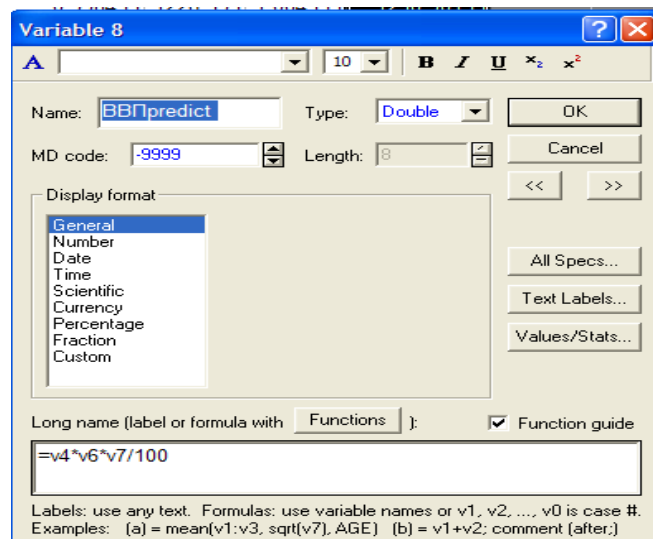 Variable 8
? X
A 10 B I U x₂ x²
Name: ВВПpredict Type: Double OK
MD code: -9999 Length: 8 Cancel
<< >>
Display format
General
Number
Date
Time
Scientific
Currency
Percentage
Fraction
Custom
All Specs...
Text Labels...
Values/Stats...
Long name (label or formula with Functions ): Function guide
=v4*v6*v7/100
Labels: use any text. Formulas: use variable names or v1, v2, ..., v0 is case #.
Examples: (a) = mean(v1:v3, sqrt(v7), AGE) (b) = v1+v2; comment (after;)